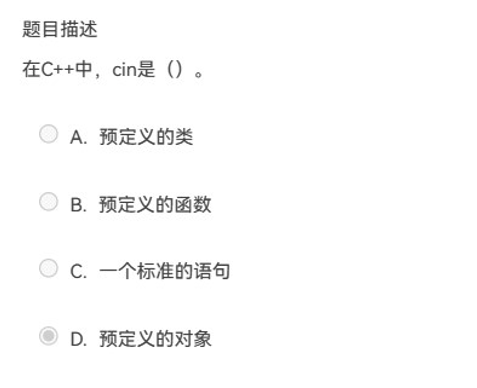 题目描述
在C++中，cin是（）。
A. 预定义的类
B. 预定义的函数
C. 一个标准的语句
D. 预定义的对象